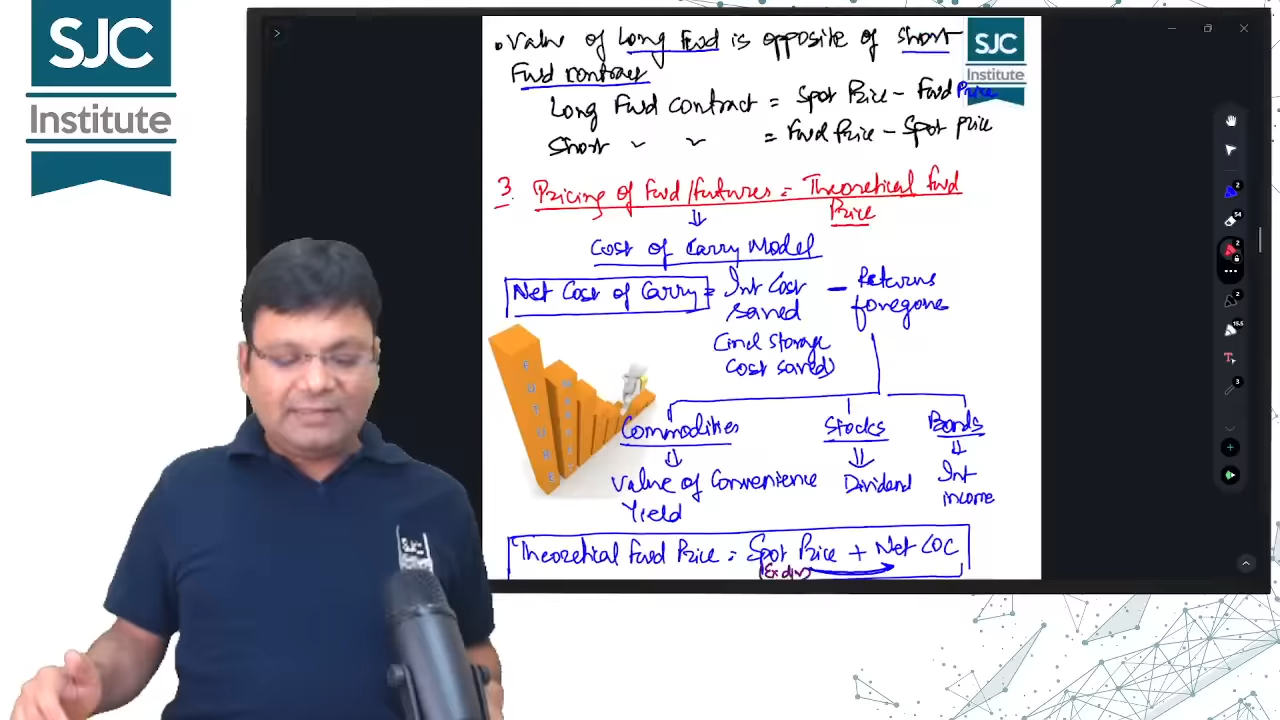 SJC
Institute
• Value of Long Fwd is opposite of short
Fwd contract
SJC
Institute
Long Fwd contract = Spot Price - Fwd Price
Short " " = Fwd Price - Spot price
3. Pricing of Fwd/futures = Theoretical Fwd
Price
Cost of Carry Model
Net Cost of Carry = Int Cost - Returns
saved foregone
(incl storage
cost saved)
FUTURES
Commodities Stocks Bonds
Value of Convenience Dividend Int
Yield income
Theoretical Fwd Price = Spot Price + Net COC
(Ex div)
SJC